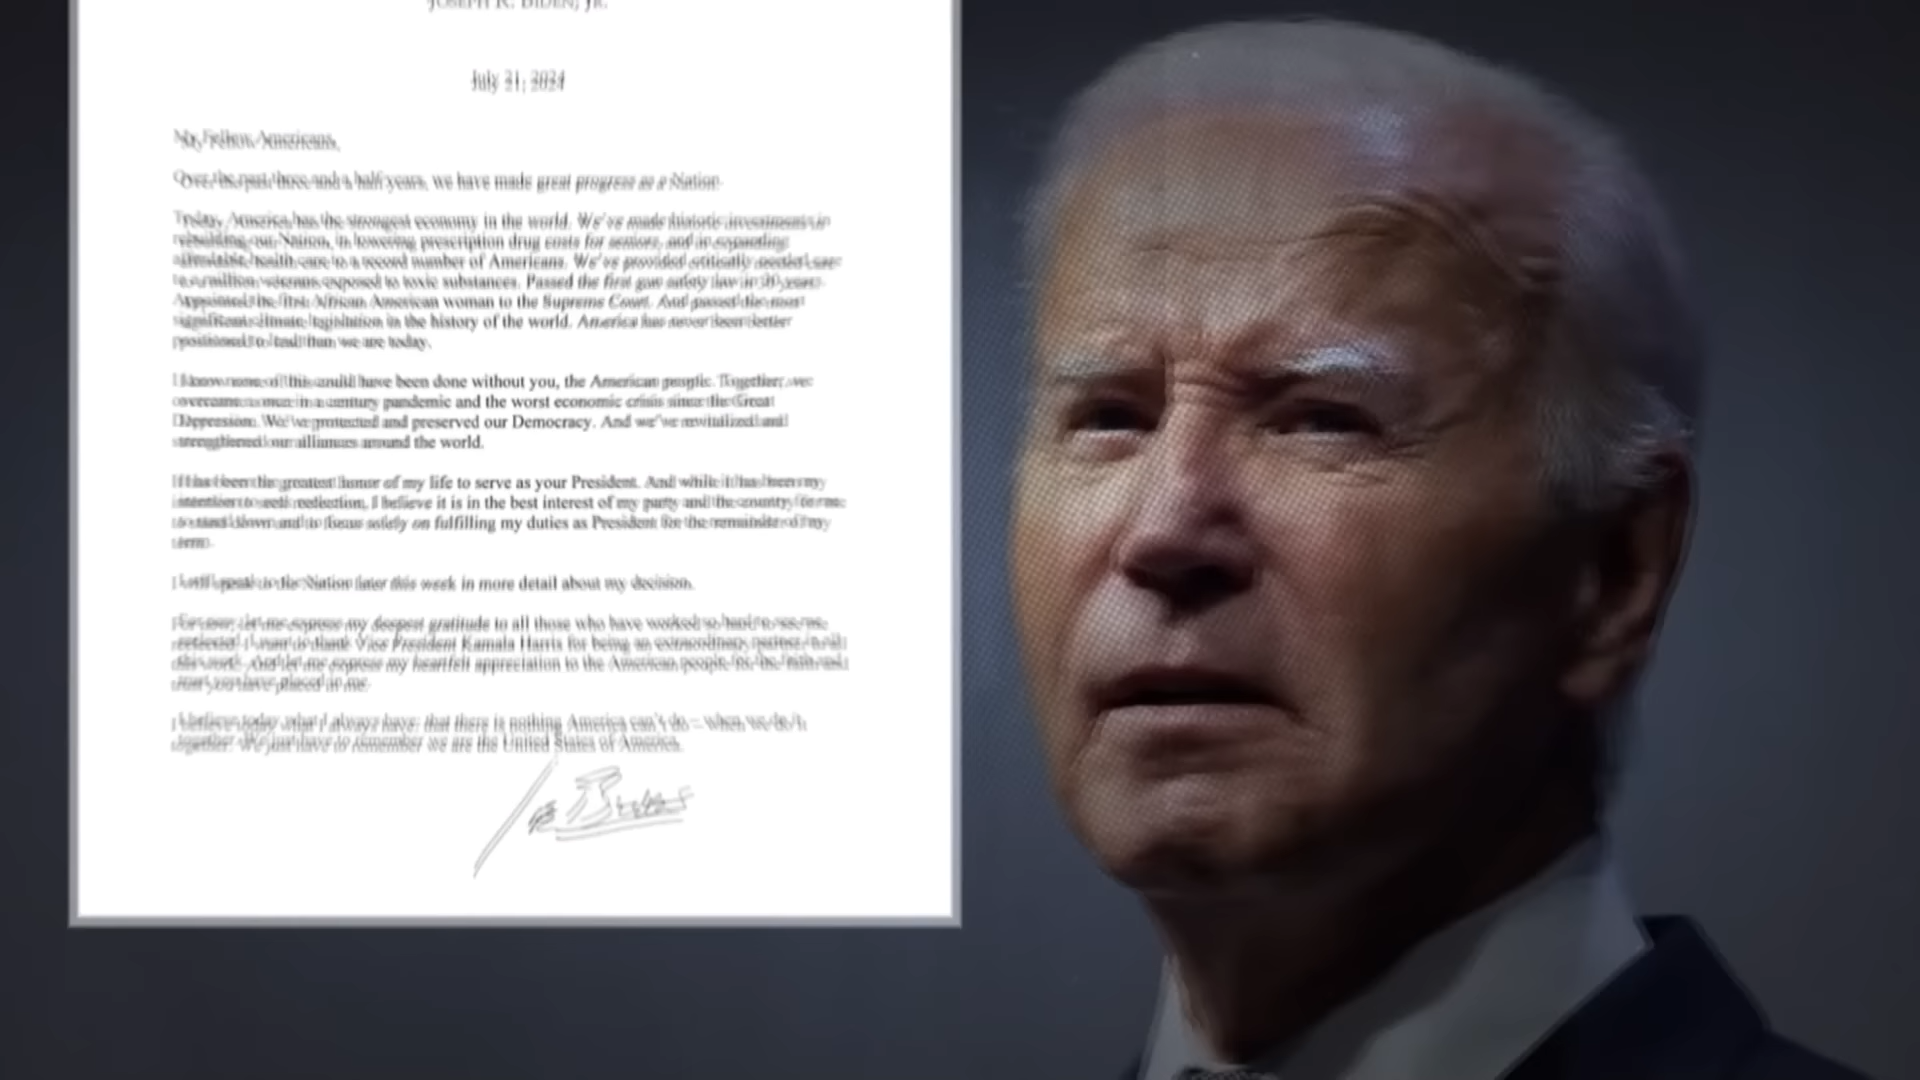 JOSEPH R. BIDEN, JR.
July 21, 2024
My Fellow Americans,
Over the past three and a half years, we have made great progress as a Nation.
Today, America has the strongest economy in the world. We've made historic investments in
rebuilding our Nation, in lowering prescription drug costs for seniors, and in expanding
affordable health care to a record number of Americans. We've provided critically needed care
to a million veterans exposed to toxic substances. Passed the first gun safety law in 30 years.
Appointed the first African American woman to the Supreme Court. And passed the most
significant climate legislation in the history of the world. America has never been better
positioned to lead than we are today.
I know none of this could have been done without you, the American people. Together, we
overcame a once in a century pandemic and the worst economic crisis since the Great
Depression. We've protected and preserved our Democracy. And we've revitalized and
strengthened our alliances around the world.
It has been the greatest honor of my life to serve as your President. And while it has been my
intention to seek reelection, I believe it is in the best interest of my party and the country for me
to stand down and to focus solely on fulfilling my duties as President for the remainder of my
term.
I will speak to the Nation later this week in more detail about my decision.
For now, let me express my deepest gratitude to all those who have worked so hard to see me
reelected. I want to thank Vice President Kamala Harris for being an extraordinary partner in all
this work. And let me express my heartfelt appreciation to the American people for the faith and
trust you have placed in me.
I believe today what I always have: that there is nothing America can't do – when we do it
together. We just have to remember we are the United States of America.
Joe Biden